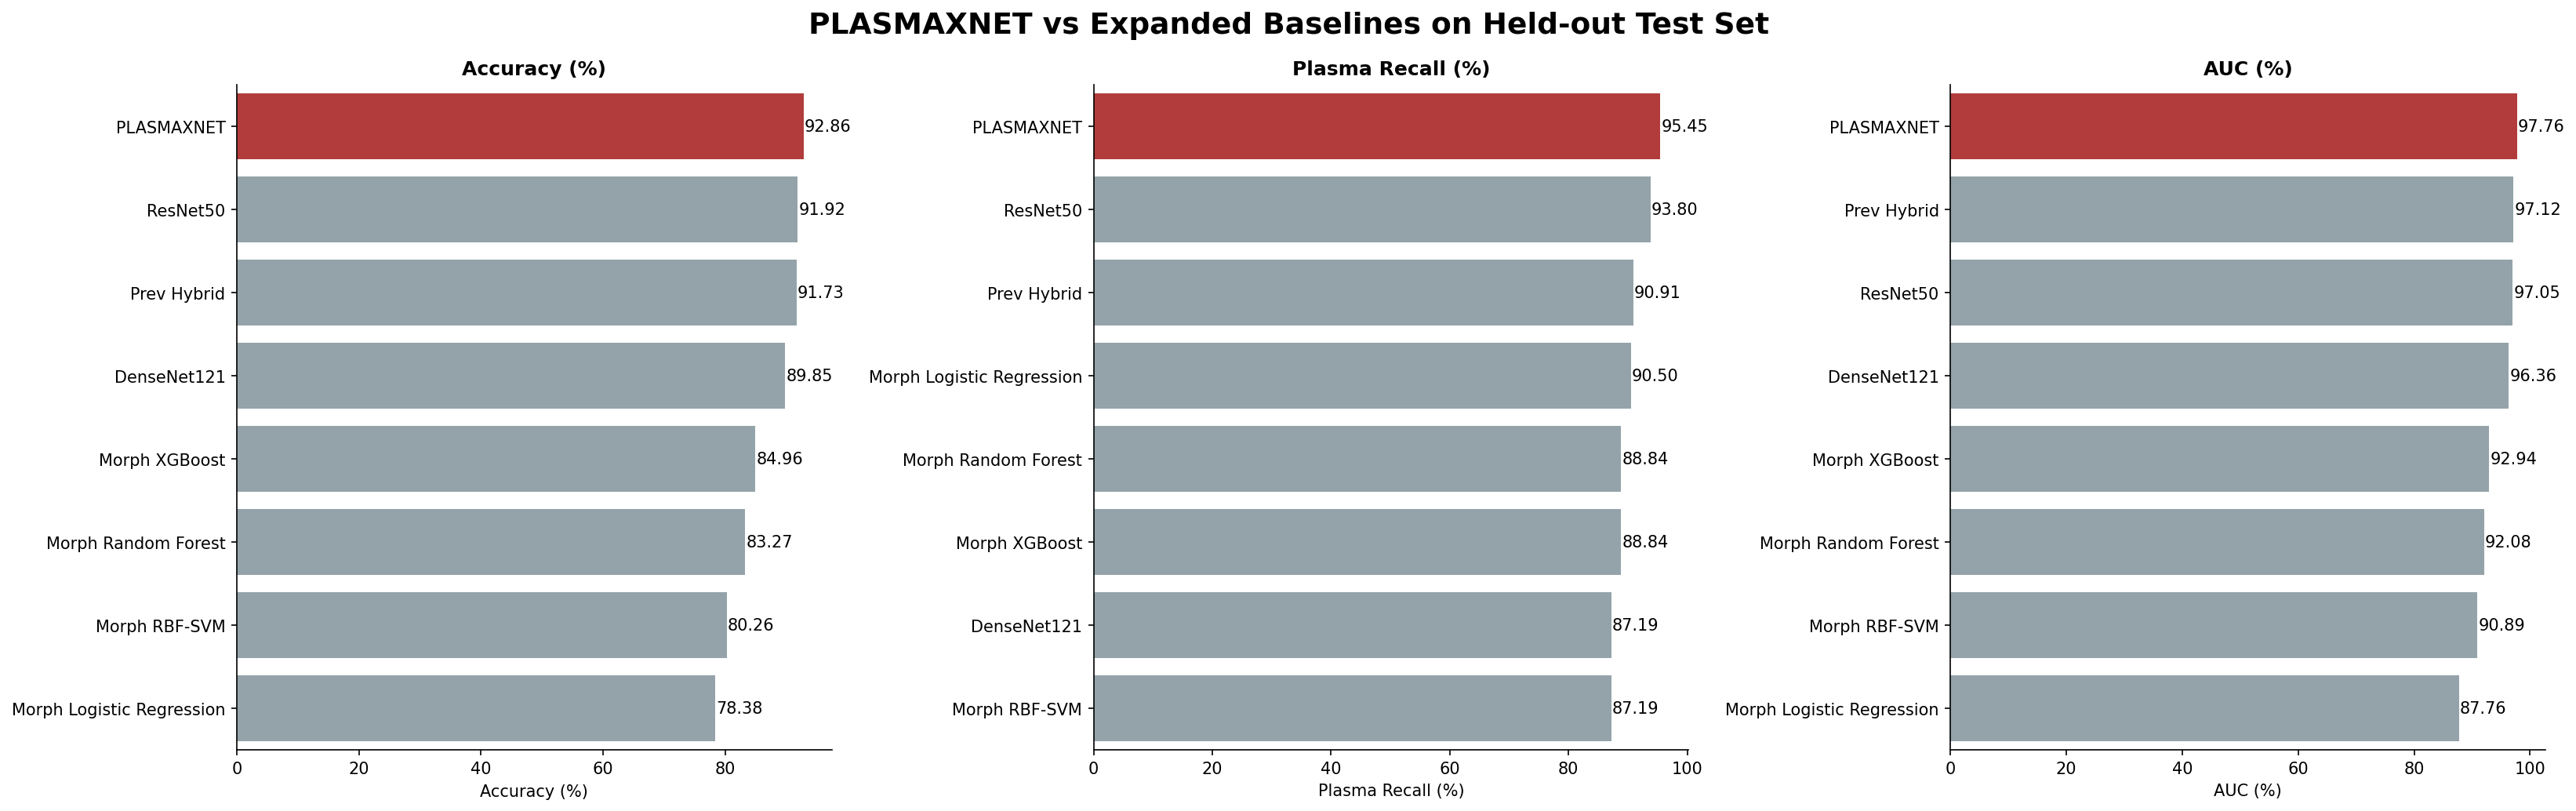 PLASMAXNET vs Expanded Baselines on Held-out Test Set
Accuracy (%)
PLASMAXNET 92.86
ResNet50 91.92
Prev Hybrid 91.73
DenseNet121 89.85
Morph XGBoost 84.96
Morph Random Forest 83.27
Morph RBF-SVM 80.26
Morph Logistic Regression 78.38
0 20 40 60 80
Accuracy (%)
Plasma Recall (%)
PLASMAXNET 95.45
ResNet50 93.80
Prev Hybrid 90.91
Morph Logistic Regression 90.50
Morph Random Forest 88.84
Morph XGBoost 88.84
DenseNet121 87.19
Morph RBF-SVM 87.19
0 20 40 60 80 100
Plasma Recall (%)
AUC (%)
PLASMAXNET 97.76
Prev Hybrid 97.12
ResNet50 97.05
DenseNet121 96.36
Morph XGBoost 92.94
Morph Random Forest 92.08
Morph RBF-SVM 90.89
Morph Logistic Regression 87.76
0 20 40 60 80 100
AUC (%)